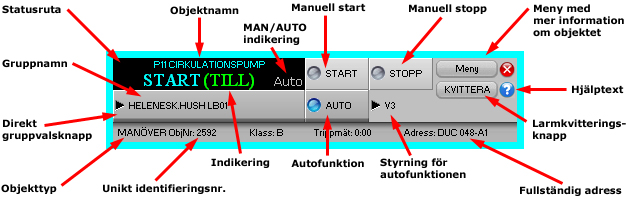 Statusruta
Objektnamn
Manuell start
Manuell stopp
Meny med
mer information
om objektet
MAN/AUTO
indikering
Gruppnamn
P11 CIRKULATIONSPUMP
START (TILL)
Auto
START
STOPP
Meny
KVITTERA
Hjälptext
HELENESK.HUSH LB01
AUTO
V3
Direkt
gruppvalsknapp
Larmkvitterings-
knapp
MANÖVER ObjNr: 2592
Klass: B
Trippmät: 0:00
Adress: DUC 048-A1
Objekttyp
Unikt identifieringsnr.
Indikering
Autofunktion
Styrning för
autofunktionen
Fullständig adress